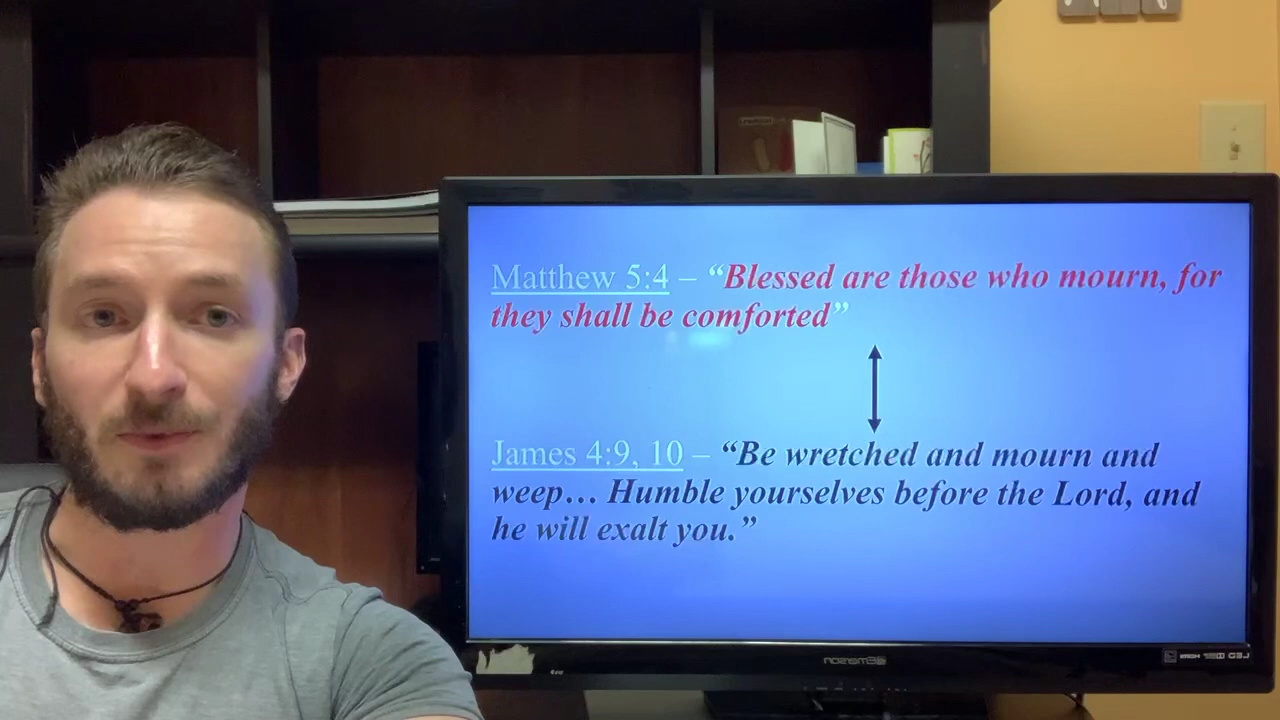 Matthew 5:4 – “Blessed are those who mourn, for
they shall be comforted”
James 4:9, 10 – “Be wretched and mourn and
weep… Humble yourselves before the Lord, and
he will exalt you.”